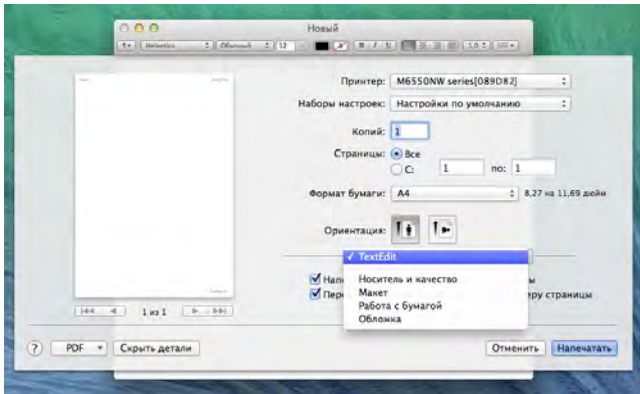 Новый
Helvetica Обычный 12 B I U 1,0
Принтер: M6550NW series[089D82]
Наборы настроек: Настройки по умолчанию
Копий: 1
Страницы: Все
С: 1 по: 1
Формат бумаги: A4 8,27 на 11,69 дюйм
Ориентация:
✓ TextEdit
Носитель и качество
Макет
Работа с бумагой
Обложка
1 из 1
? PDF Скрыть детали Отменить Напечатать